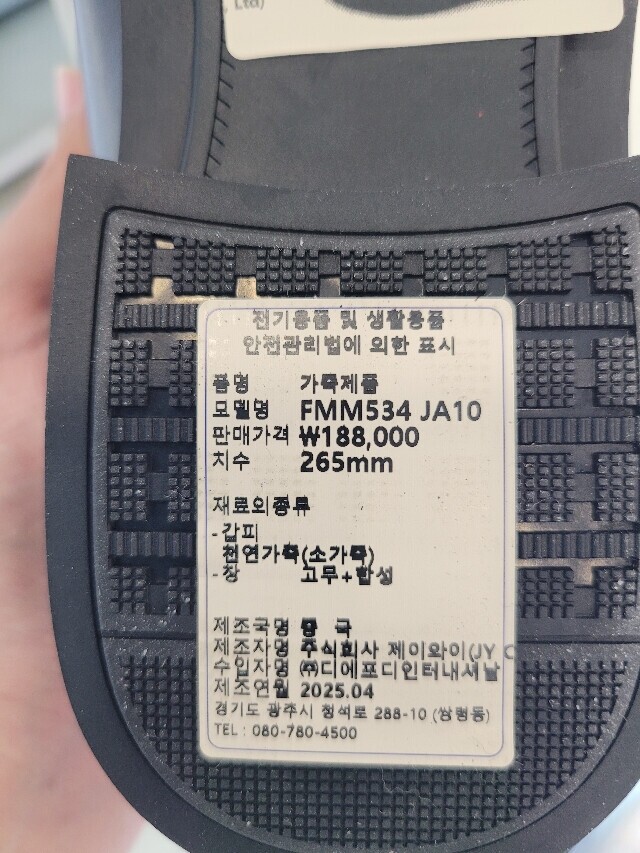 , Ltd)
전기용품 및 생활용품
안전관리법에 의한 표시
품명 가죽제품
모델명 FMM534 JA10
판매가격 ₩188,000
치수 265mm
재료의종류
-갑피
천연가죽(소가죽)
-창 고무+합성
제조국명 중 국
제조자명 주식회사 제이와이(JY C
수입자명 ㈜디에프디인터내셔날
제조연월 2025.04
경기도 광주시 청석로 288-10 (쌍령동)
TEL : 080-780-4500